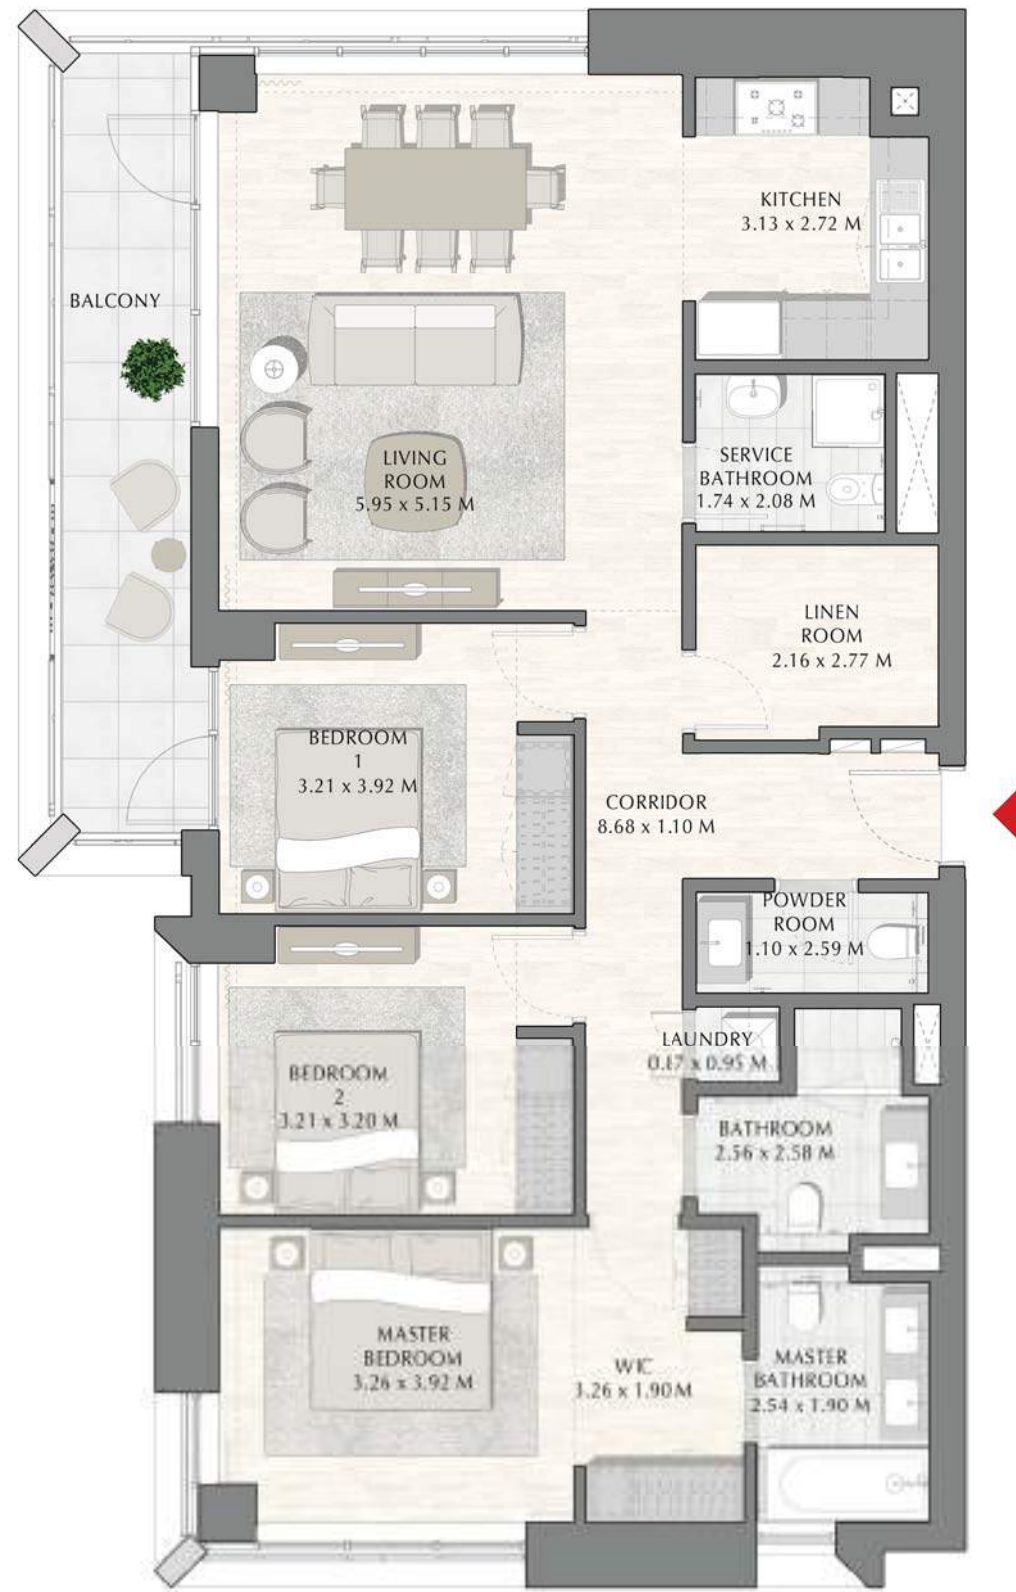 KITCHEN
3.13 x 2.72 M
BALCONY
LIVING
ROOM
5.95 x 5.15 M
SERVICE
BATHROOM
1.74 x 2.08 M
LINEN
ROOM
2.16 x 2.77 M
BEDROOM
1
3.21 x 3.92 M
CORRIDOR
8.68 x 1.10 M
POWDER
ROOM
1.10 x 2.59 M
LAUNDRY
0.17 x 0.95 M
BEDROOM
2
3.21 x 3.20 M
BATHROOM
2.56 x 2.58 M
MASTER
BEDROOM
3.26 x 3.92 M
WIC
3.26 x 1.90 M
MASTER
BATHROOM
2.54 x 1.90 M